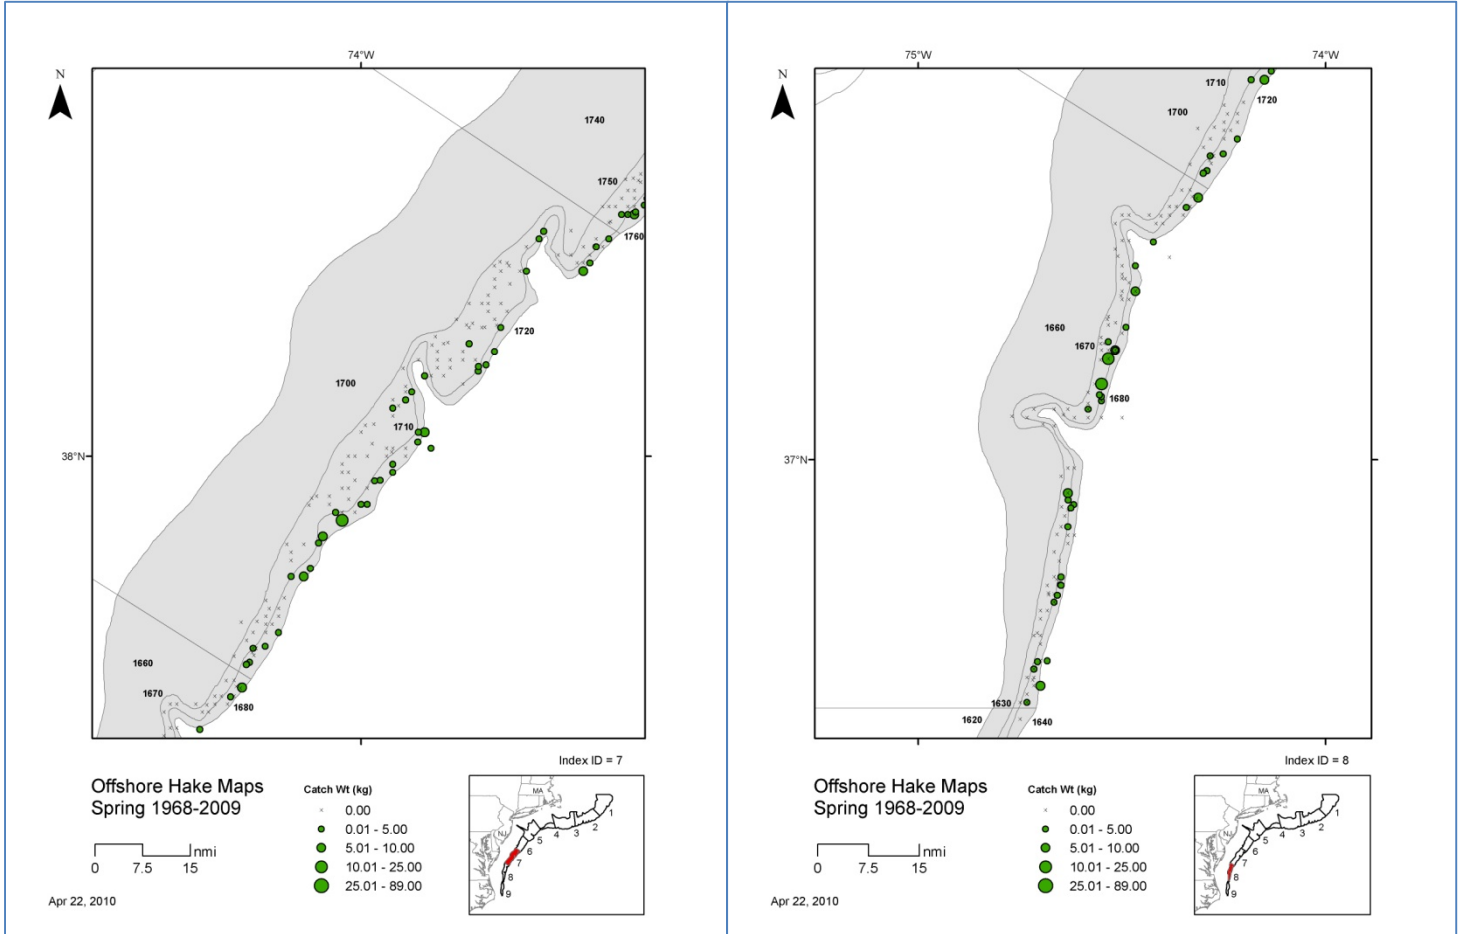 74°W
N
1740
1750
1760
1720
1700
1710
38°N
1660
1670
1680
Index ID = 7
Offshore Hake Maps
Spring 1968-2009
Catch Wt (kg)
0.00
0.01 - 5.00
5.01 - 10.00
10.01 - 25.00
25.01 - 89.00
0 7.5 15 nmi
MA
NJ
1
2
3
4
5
6
7
8
9
Apr 22, 2010
75°W 74°W
N
1710
1720
1700
1660
1670
1680
37°N
1630
1620 1640
Index ID = 8
Offshore Hake Maps
Spring 1968-2009
Catch Wt (kg)
0.00
0.01 - 5.00
5.01 - 10.00
10.01 - 25.00
25.01 - 89.00
0 7.5 15 nmi
MA
NJ
1
2
3
4
5
6
7
8
9
Apr 22, 2010